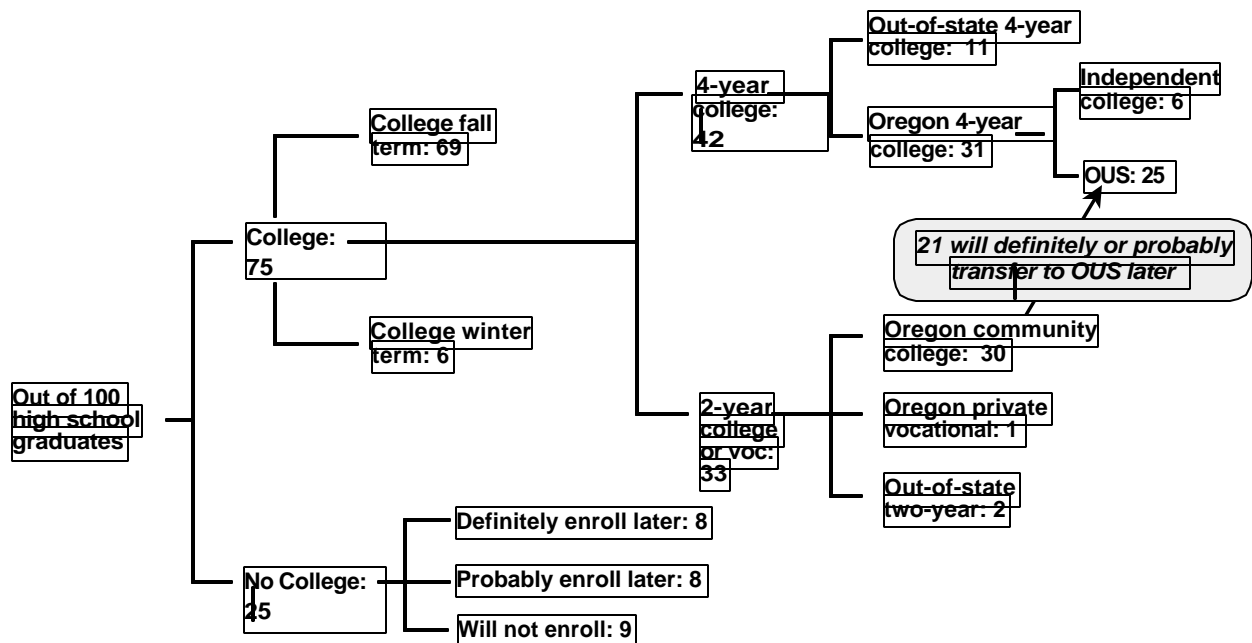 Out of 100
high school
graduates
College:
75
College fall
term: 69
College winter
term: 6
4-year
college:
42
Out-of-state 4-year
college: 11
Oregon 4-year
college: 31
Independent
college: 6
OUS: 25
21 will definitely or probably
transfer to OUS later
2-year
college
or voc:
33
Oregon community
college: 30
Oregon private
vocational: 1
Out-of-state
two-year: 2
No College:
25
Definitely enroll later: 8
Probably enroll later: 8
Will not enroll: 9